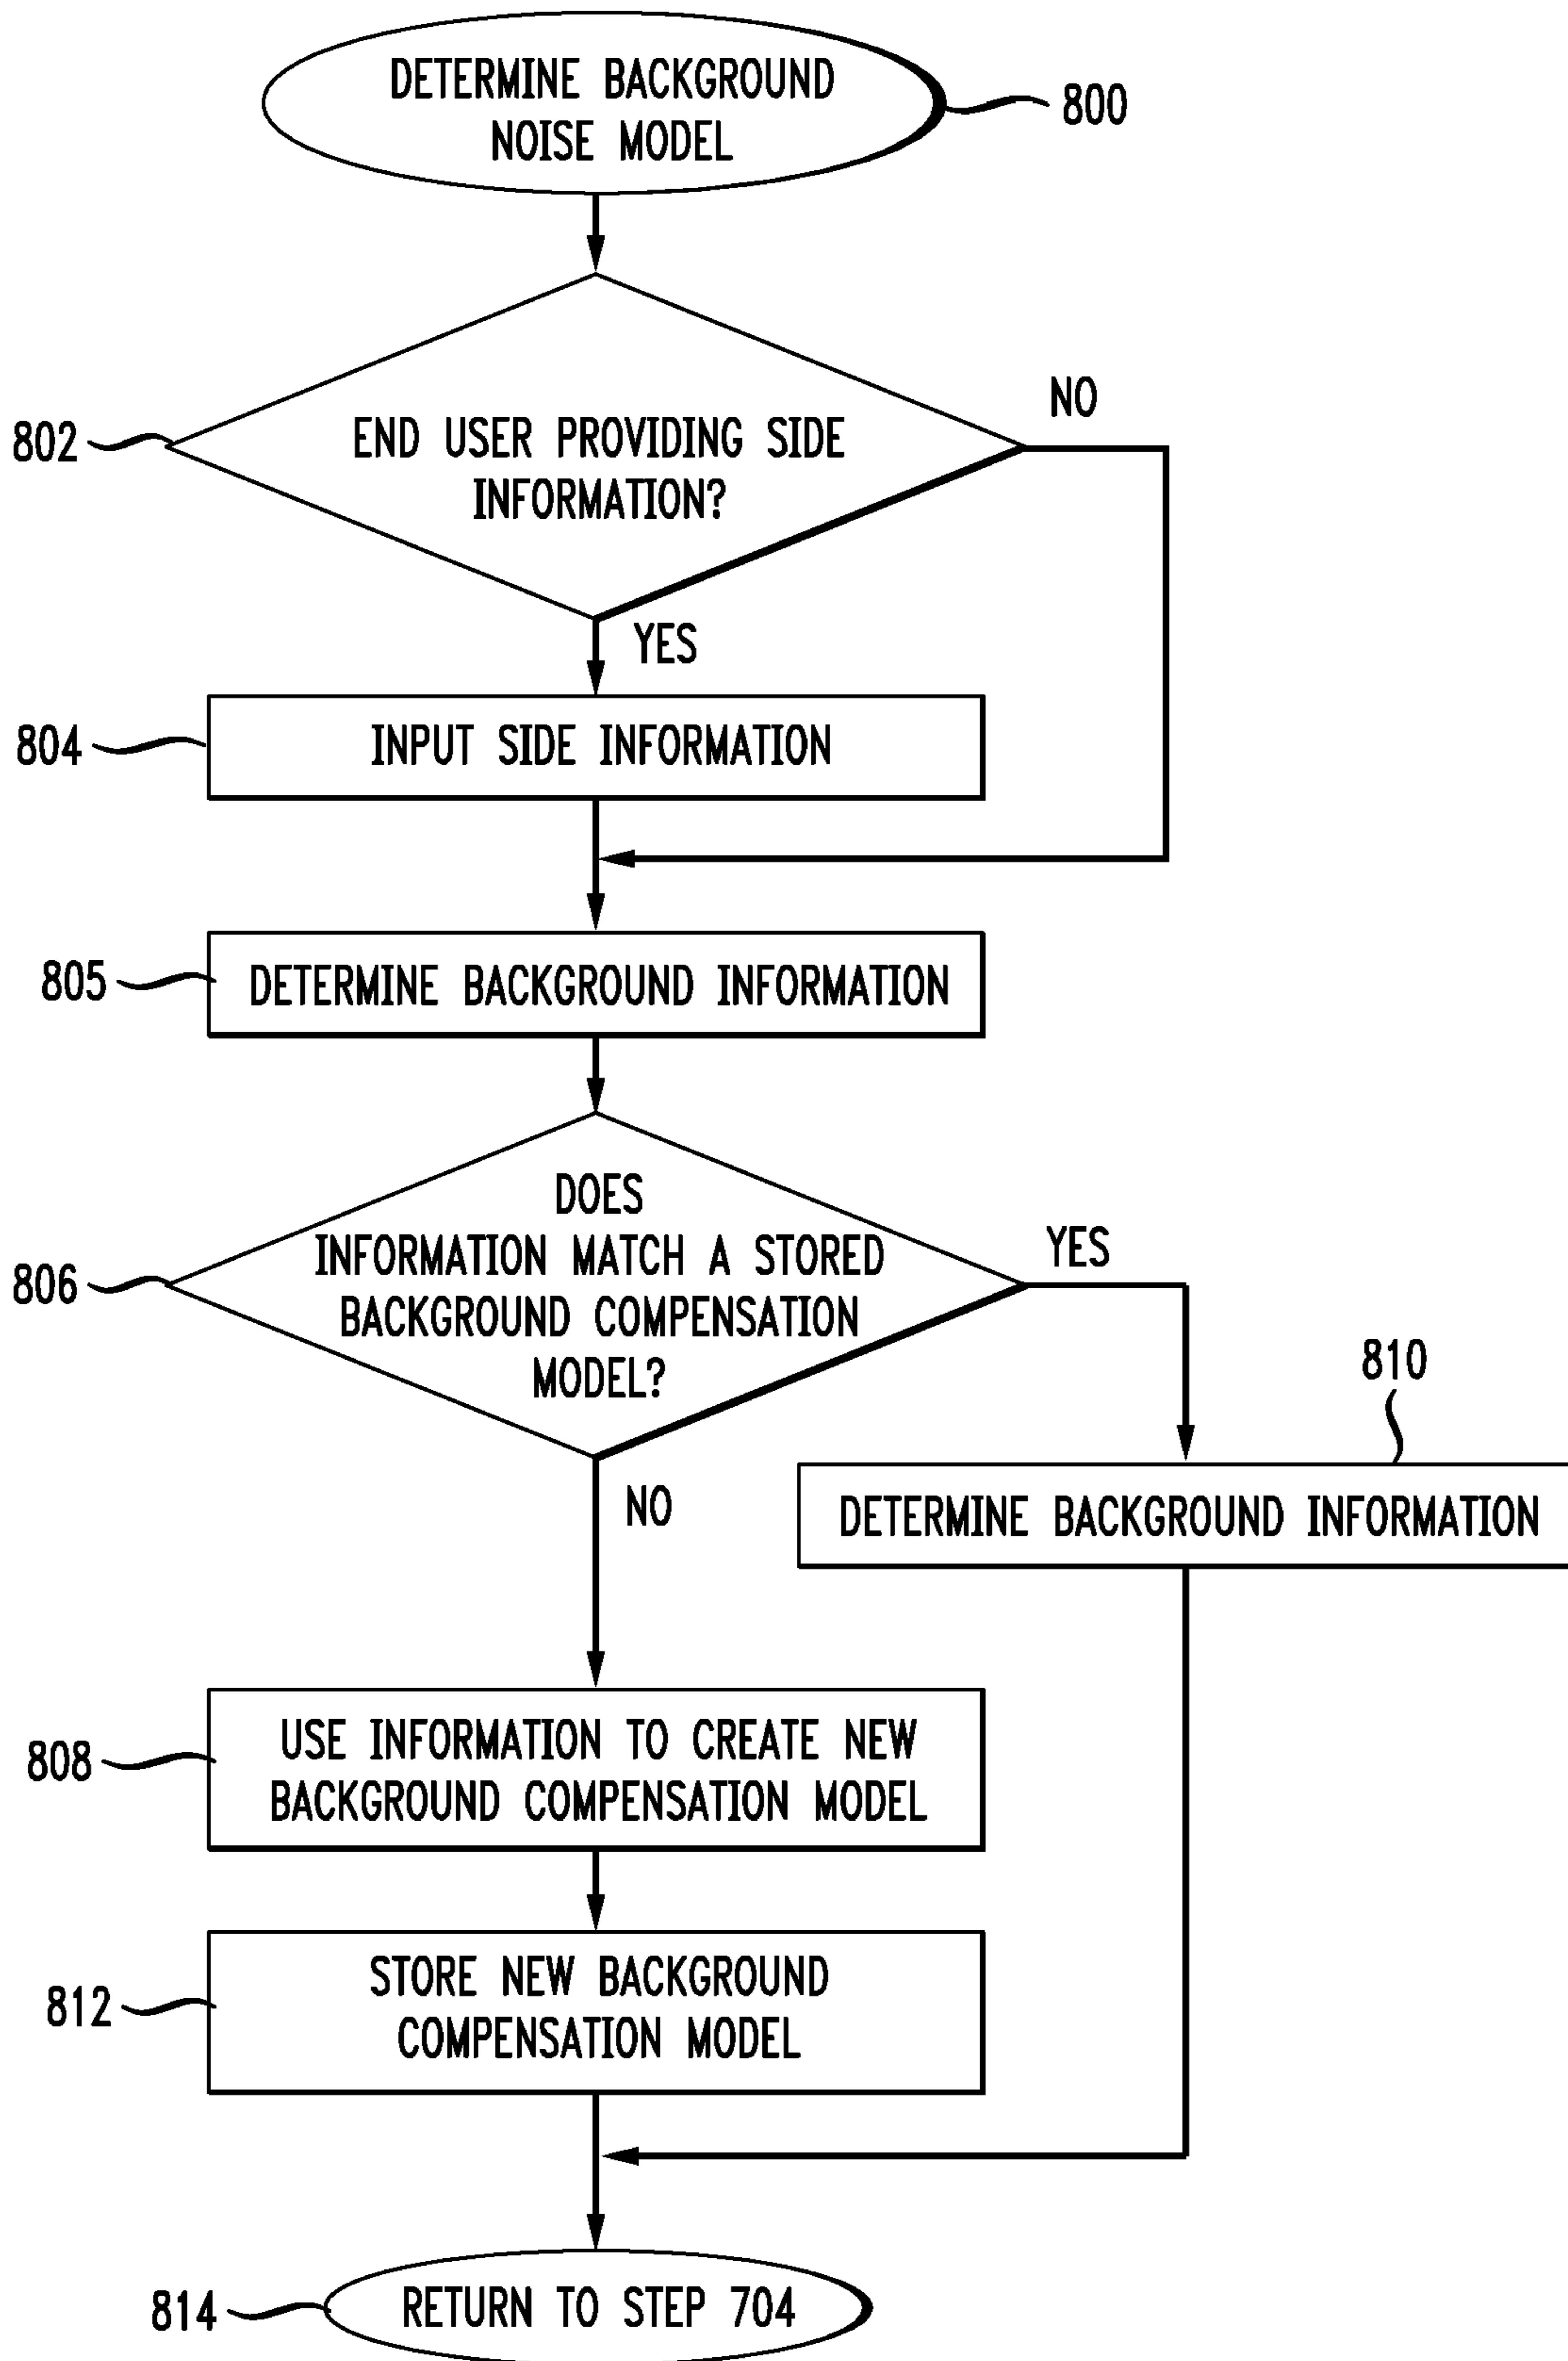 DETERMINE BACKGROUND
NOISE MODEL
800
802
END USER PROVIDING SIDE
INFORMATION?
NO
YES
804
INPUT SIDE INFORMATION
805
DETERMINE BACKGROUND INFORMATION
806
DOES
INFORMATION MATCH A STORED
BACKGROUND COMPENSATION
MODEL?
YES
NO
810
DETERMINE BACKGROUND INFORMATION
808
USE INFORMATION TO CREATE NEW
BACKGROUND COMPENSATION MODEL
812
STORE NEW BACKGROUND
COMPENSATION MODEL
814
RETURN TO STEP 704